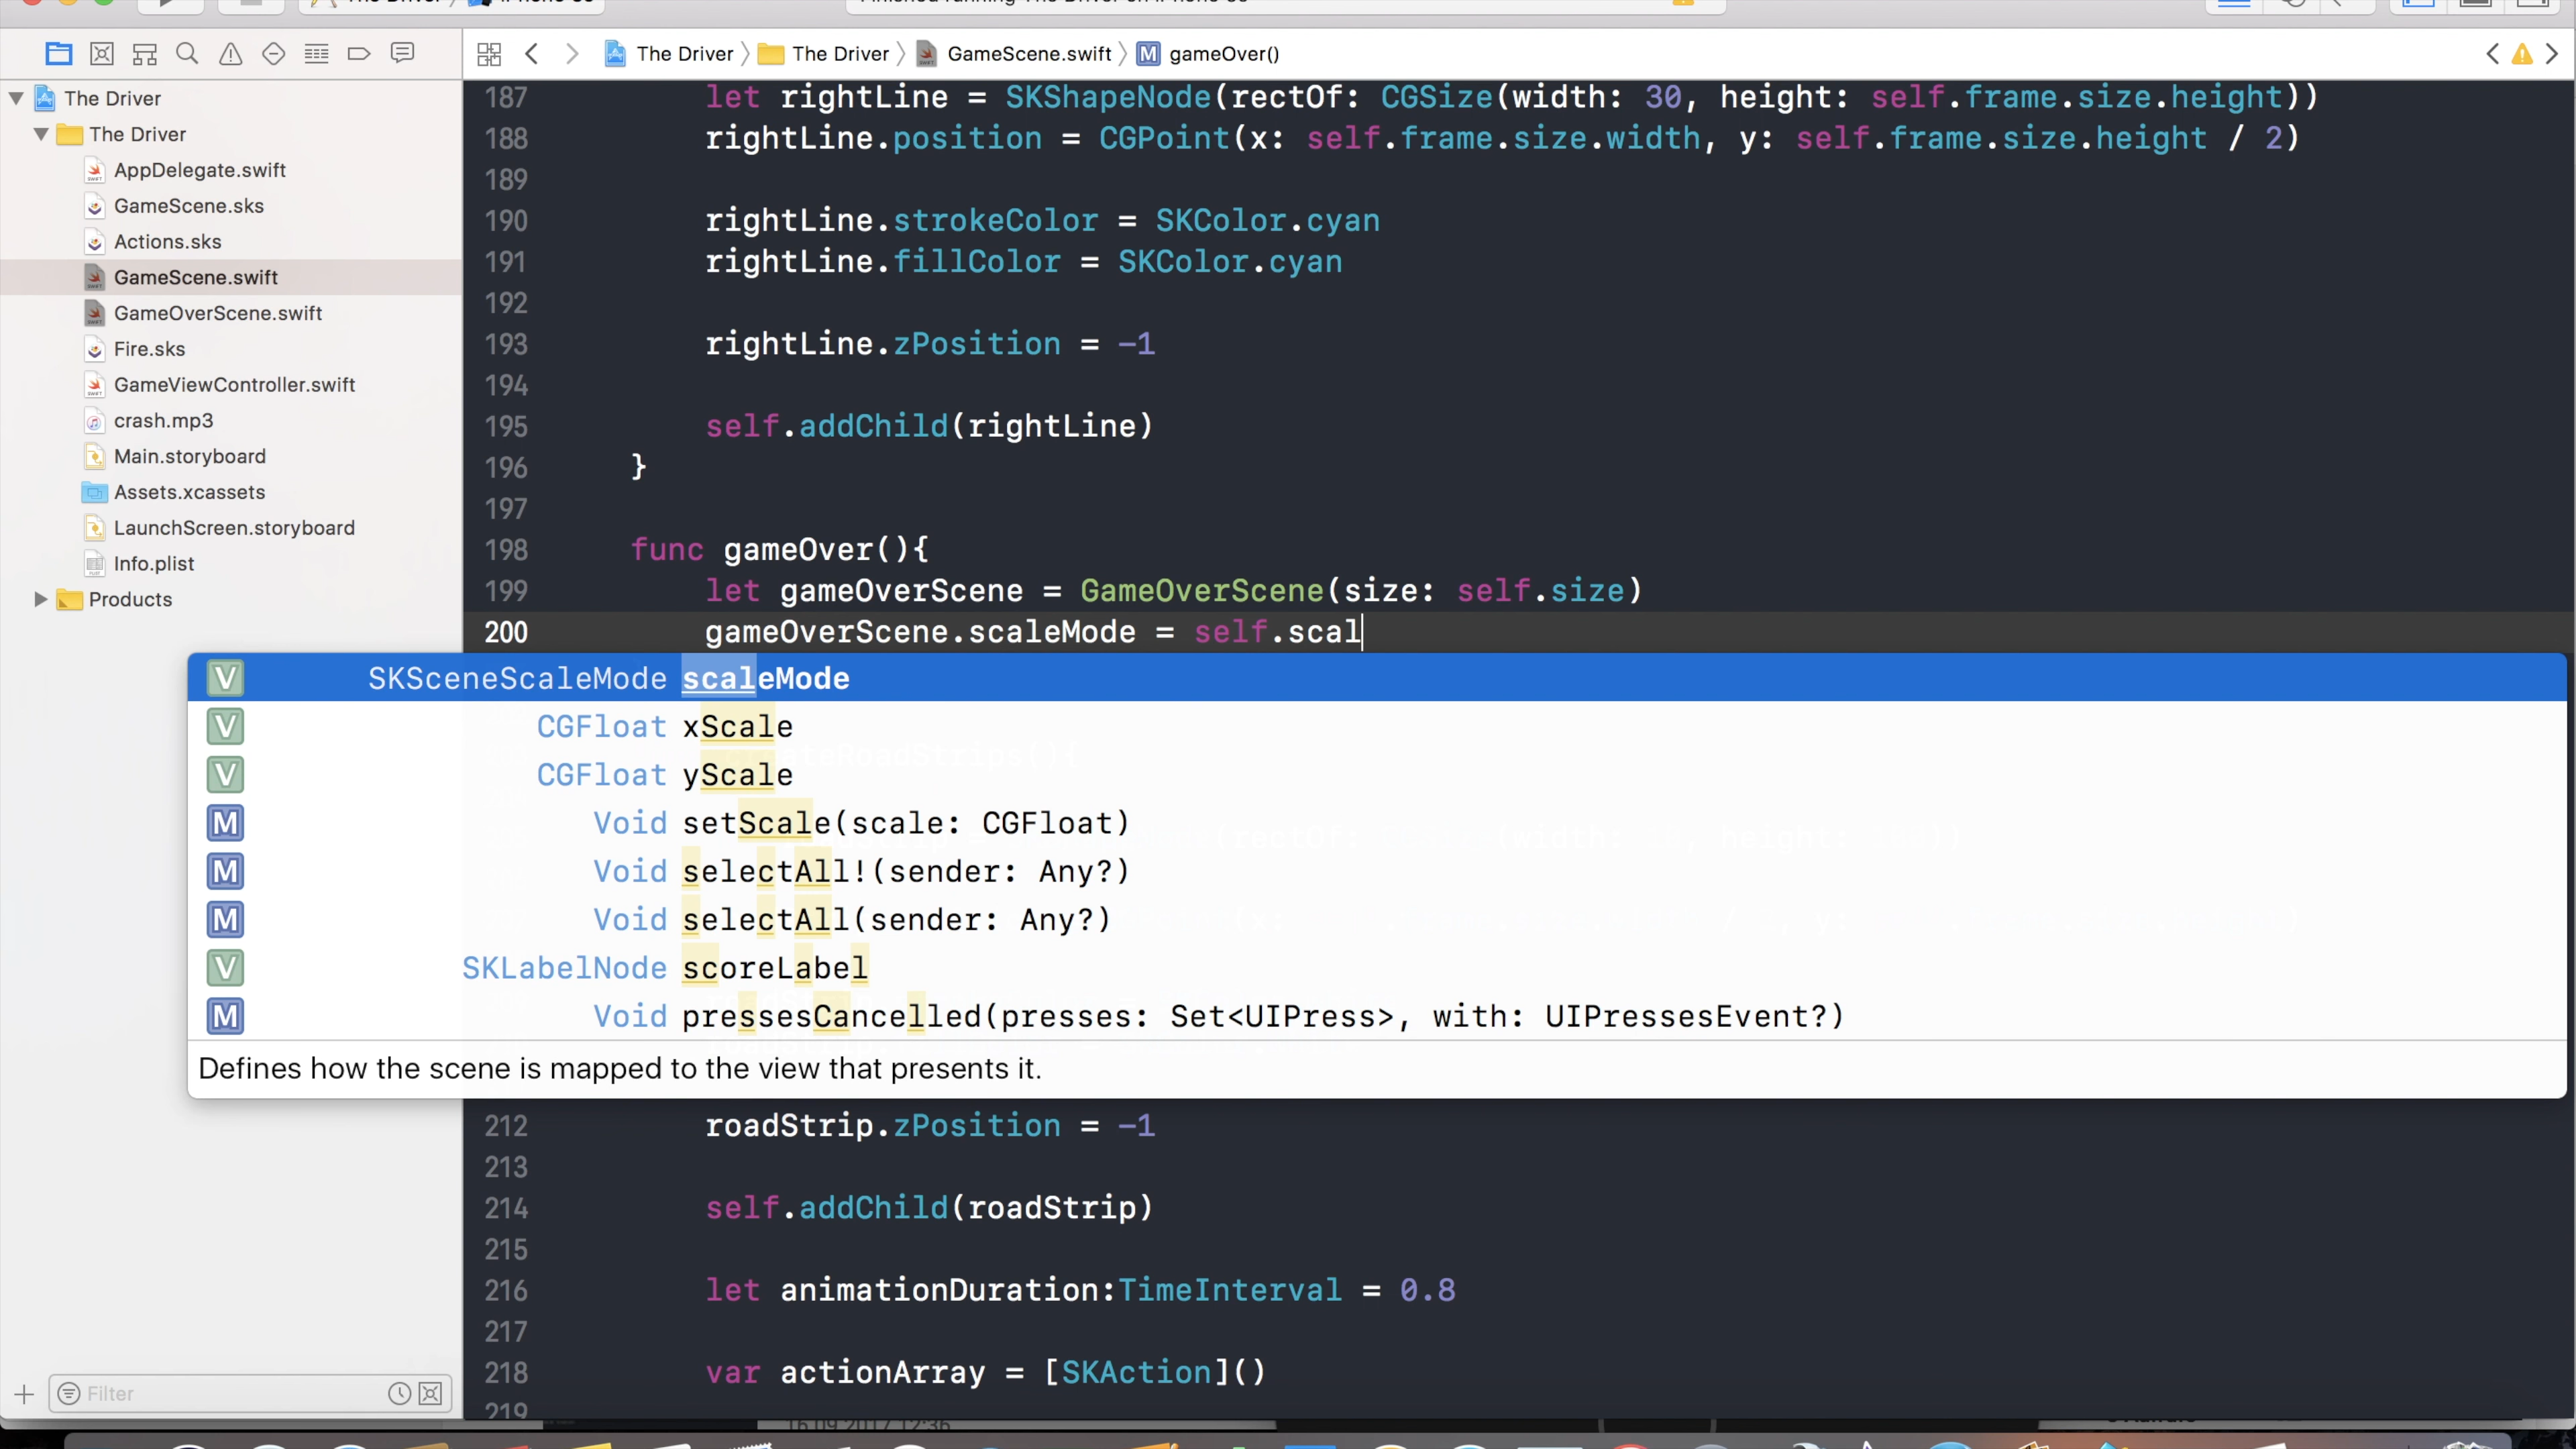 The Driver
The Driver
AppDelegate.swift
GameScene.sks
Actions.sks
GameScene.swift
GameOverScene.swift
Fire.sks
GameViewController.swift
crash.mp3
Main.storyboard
Assets.xcassets
LaunchScreen.storyboard
Info.plist
Products
Filter
The Driver The Driver GameScene.swift M gameOver()
187 let rightLine = SKShapeNode(rectOf: CGSize(width: 30, height: self.frame.size.height))
188 rightLine.position = CGPoint(x: self.frame.size.width, y: self.frame.size.height / 2)
189
190 rightLine.strokeColor = SKColor.cyan
191 rightLine.fillColor = SKColor.cyan
192
193 rightLine.zPosition = -1
194
195 self.addChild(rightLine)
196 }
197
198 func gameOver(){
199 let gameOverScene = GameOverScene(size: self.size)
200 gameOverScene.scaleMode = self.scal
V SKSceneScaleMode scaleMode
V CGFloat xScale
V CGFloat yScale
M Void setScale(scale: CGFloat)
M Void selectAll!(sender: Any?)
M Void selectAll(sender: Any?)
V SKLabelNode scoreLabel
M Void pressesCancelled(presses: Set<UIPress>, with: UIPressesEvent?)
Defines how the scene is mapped to the view that presents it.
212 roadStrip.zPosition = -1
213
214 self.addChild(roadStrip)
215
216 let animationDuration:TimeInterval = 0.8
217
218 var actionArray = [SKAction]()
219